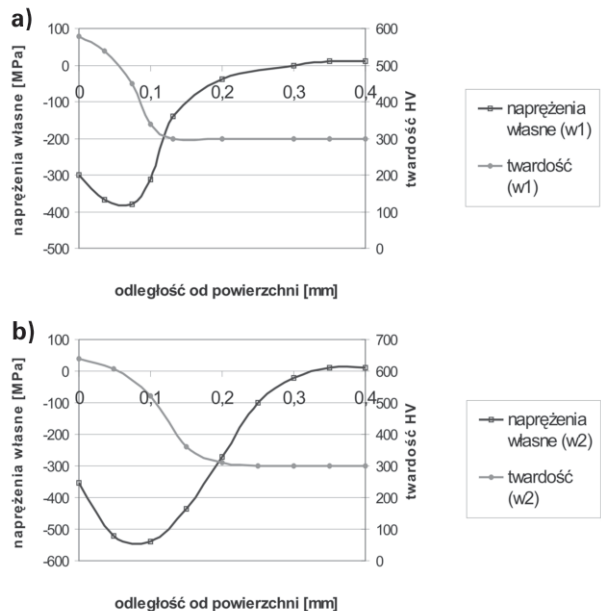 a)
naprężenia własne [MPa]
100
0
-100
-200
-300
-400
-500
0
0,1
0,2
0,3
0,4
600
500
400
300
200
100
0
twardość HV
odległość od powierzchni [mm]
naprężenia
własne (w1)
twardość
(w1)
b)
naprężenia własne [MPa]
100
0
-100
-200
-300
-400
-500
-600
0
0,1
0,2
0,3
0,4
700
600
500
400
300
200
100
0
twardość HV
odległość od powierzchni [mm]
naprężenia
własne (w2)
twardość
(w2)